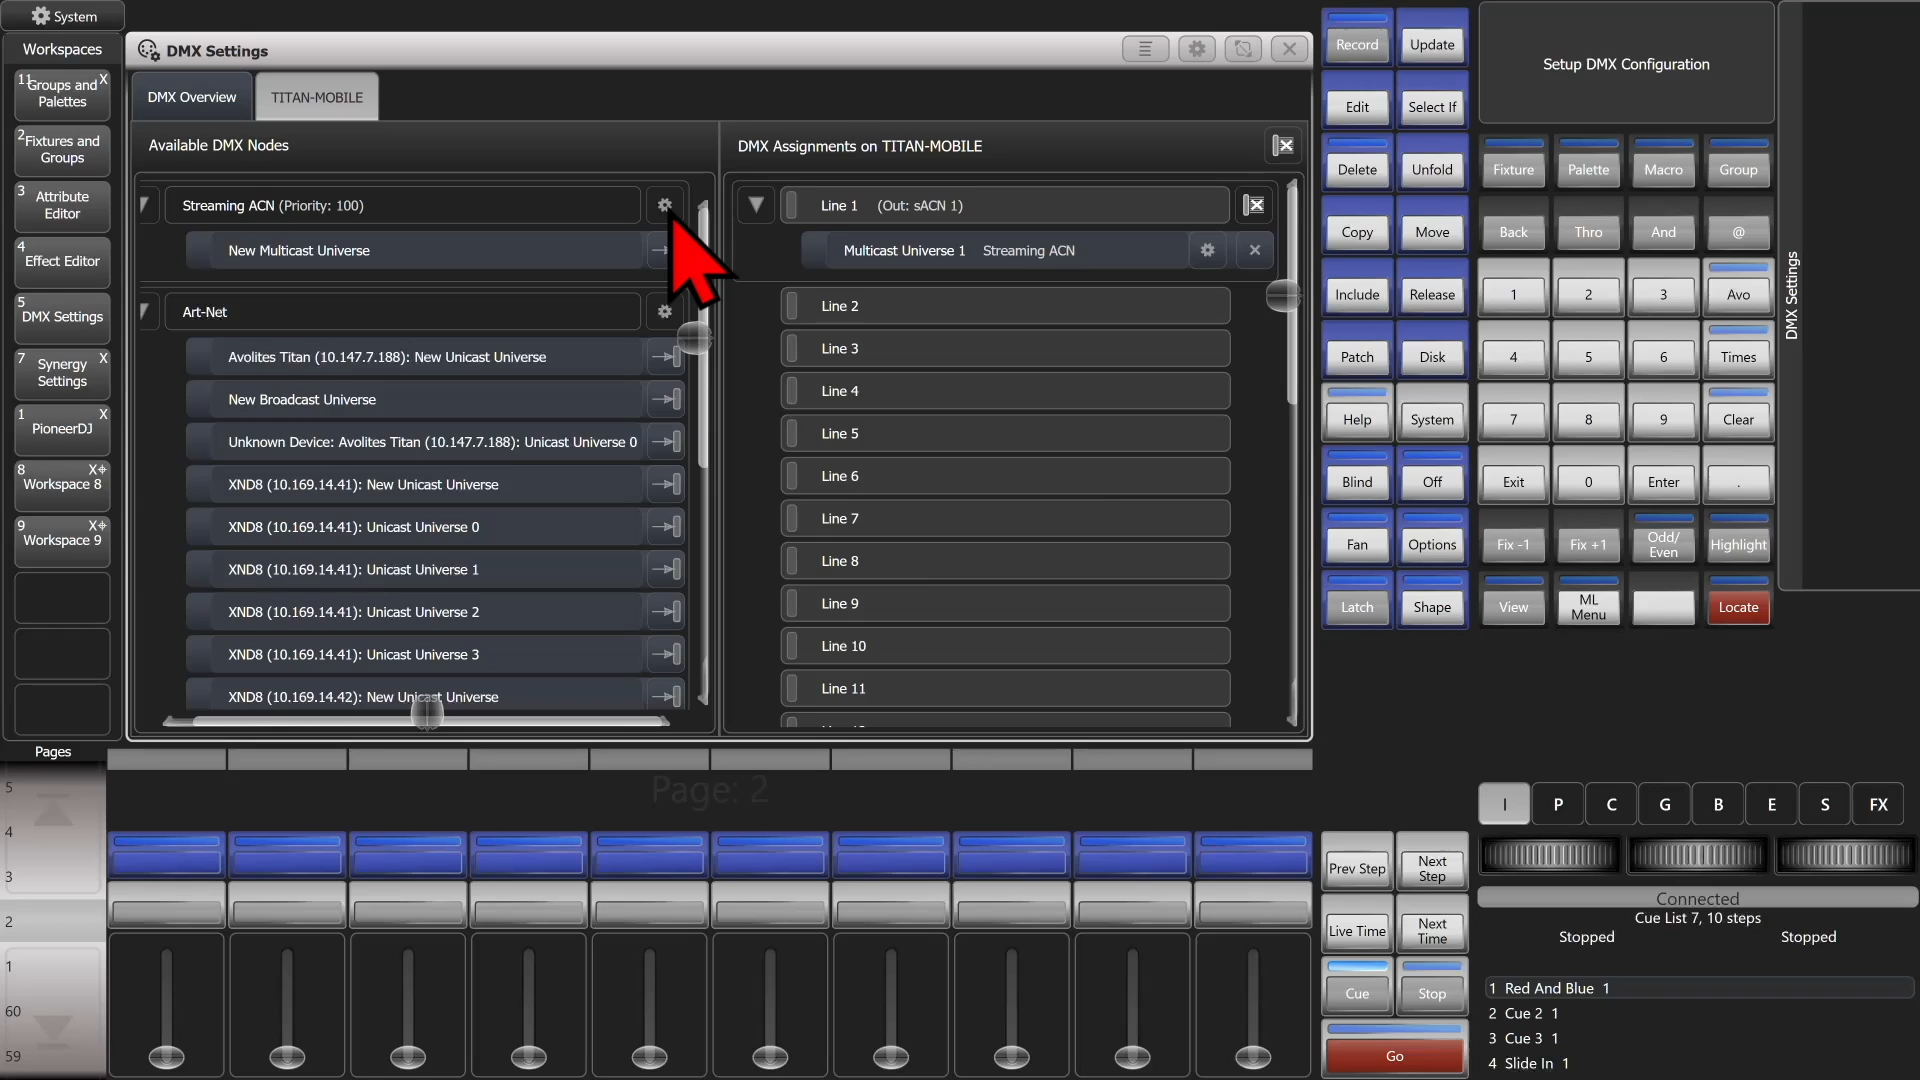 System
Workspaces
11 Groups and X
Palettes
2 Fixtures and
Groups
3 Attribute
Editor
4
Effect Editor
5
DMX Settings
7 Synergy X
Settings
1 X
PioneerDJ
8 X⌖
Workspace 8
9 X⌖
Workspace 9
DMX Settings
DMX Overview
TITAN-MOBILE
Available DMX Nodes
Streaming ACN (Priority: 100)
New Multicast Universe
Art-Net
Avolites Titan (10.147.7.188): New Unicast Universe
New Broadcast Universe
Unknown Device: Avolites Titan (10.147.7.188): Unicast Universe 0
XND8 (10.169.14.41): New Unicast Universe
XND8 (10.169.14.41): Unicast Universe 0
XND8 (10.169.14.41): Unicast Universe 1
XND8 (10.169.14.41): Unicast Universe 2
XND8 (10.169.14.41): Unicast Universe 3
XND8 (10.169.14.42): New Unicast Universe
DMX Assignments on TITAN-MOBILE
Line 1 (Out: sACN 1)
Multicast Universe 1 Streaming ACN
Line 2
Line 3
Line 4
Line 5
Line 6
Line 7
Line 8
Line 9
Line 10
Line 11
Record Update
Edit Select If
Delete Unfold
Copy Move
Include Release
Patch Disk
Help System
Blind Off
Fan Options
Latch Shape
Setup DMX Configuration
Fixture Palette Macro Group
Back Thro And @
1 2 3 Avo
4 5 6 Times
7 8 9 Clear
Exit 0 Enter .
Fix -1 Fix +1 Odd/
Even Highlight
View ML
Menu Locate
DMX Settings
Pages
5
4
3
2
1
60
59
Page: 2
Prev Step Next
Step
Live Time Next
Time
Cue Stop
Go
I P C G B E S FX
Connected
Cue List 7, 10 steps
Stopped Stopped
1 Red And Blue 1
2 Cue 2 1
3 Cue 3 1
4 Slide In 1